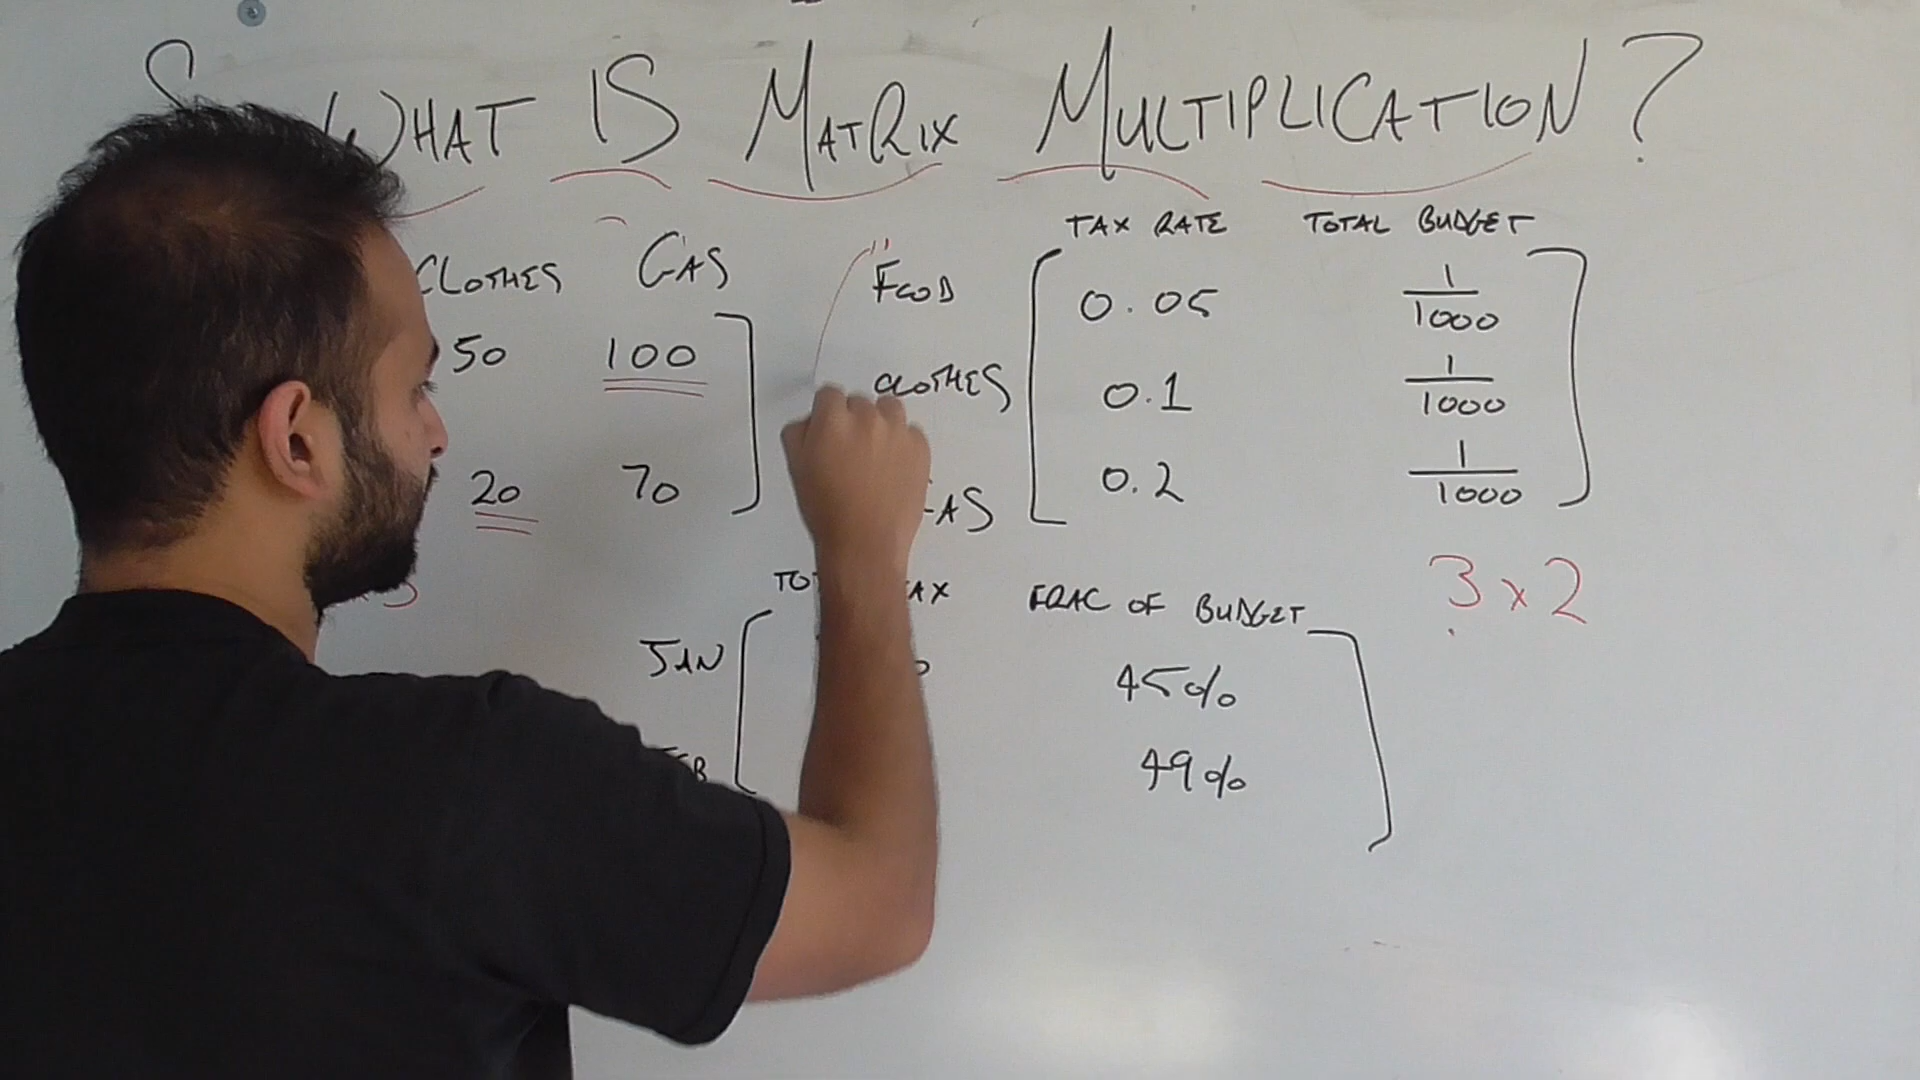 WHAT IS MATRIX MULTIPLICATION?
CLOTHES GAS
50 100
20 70
TAX RATE TOTAL BUDGET
FOOD 0.05 1/1000
CLOTHES 0.1 1/1000
GAS 0.2 1/1000
3 x 2
FRAC OF BUDGET
JAN 45%
49%